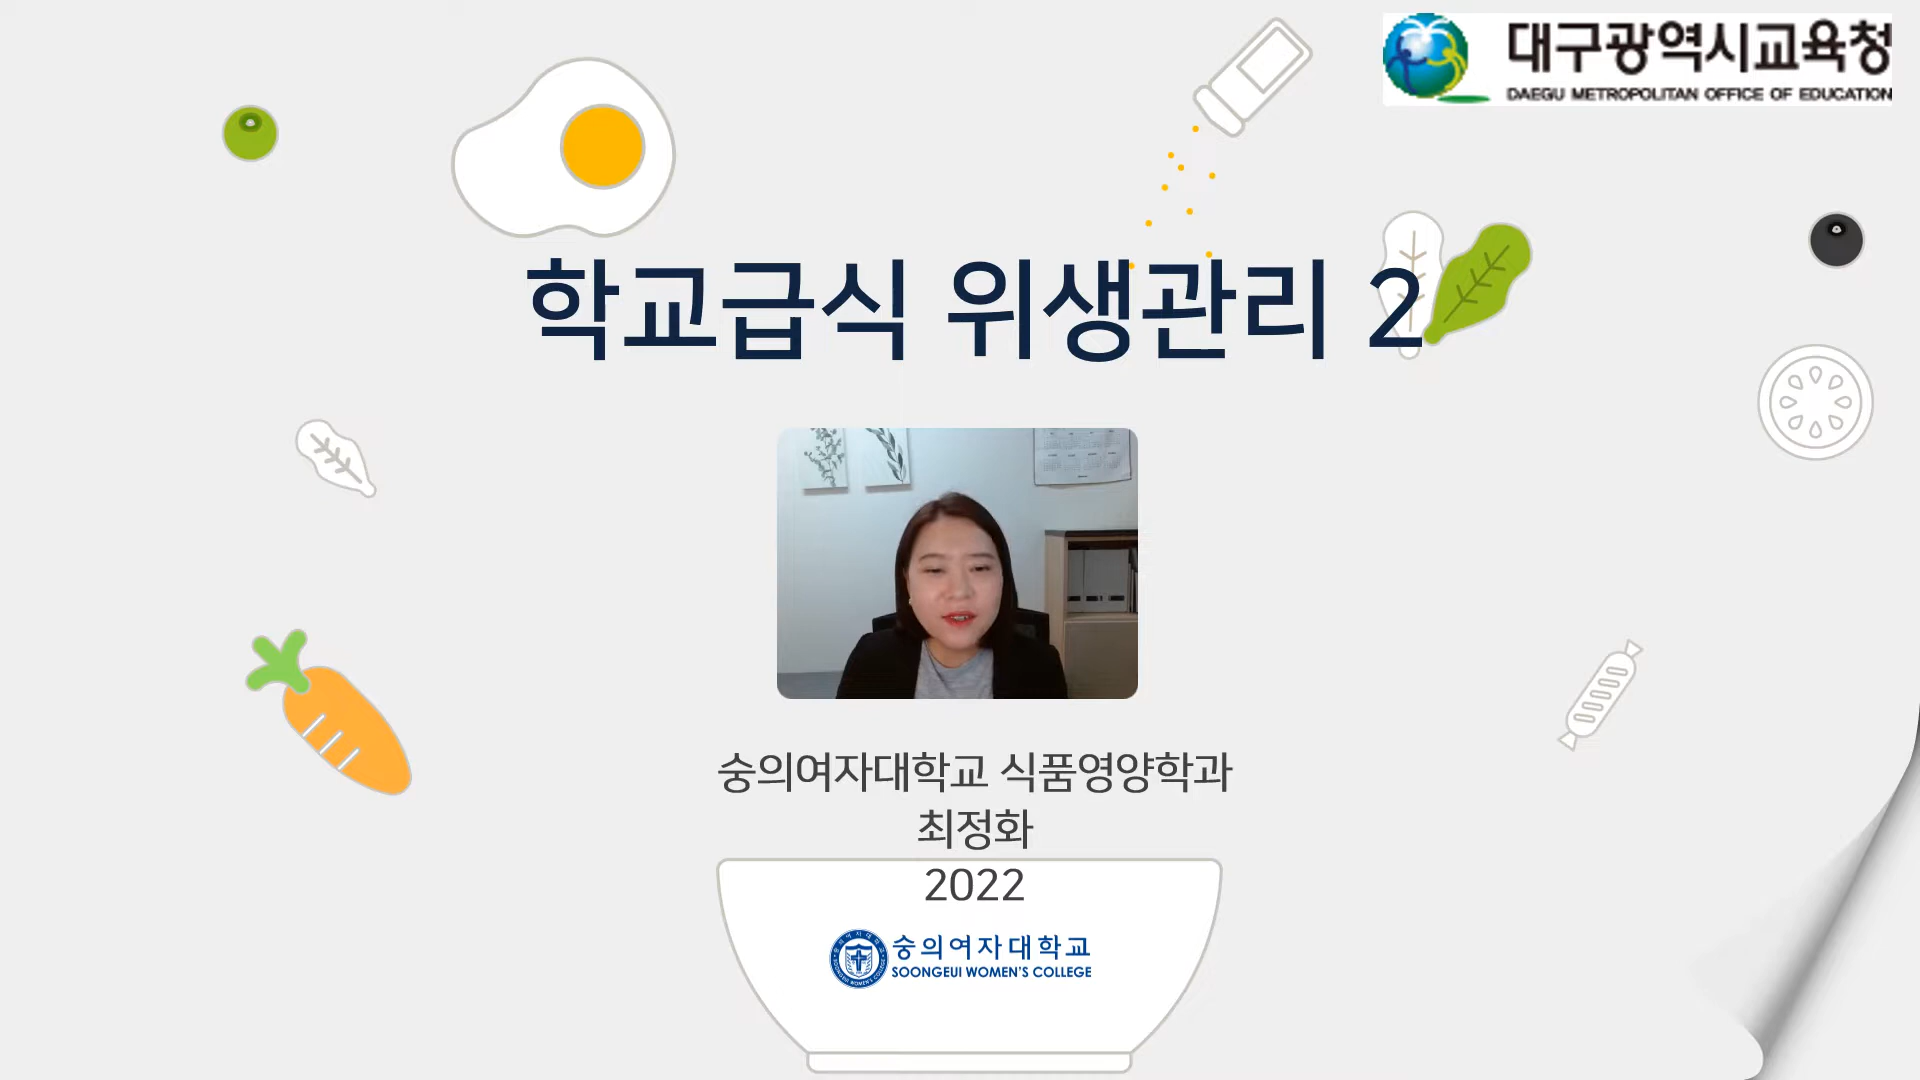 대구광역시교육청
DAEGU METROPOLITAN OFFICE OF EDUCATION
학교급식 위생관리 2
숭의여자대학교 식품영양학과
최정화
2022
숭의여자대학교
SOONGEUI WOMEN'S COLLEGE